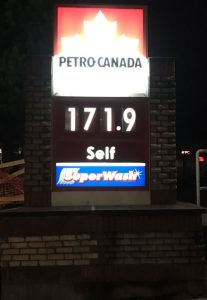 PETRO-CANADA
171.9
Self
SuperWash